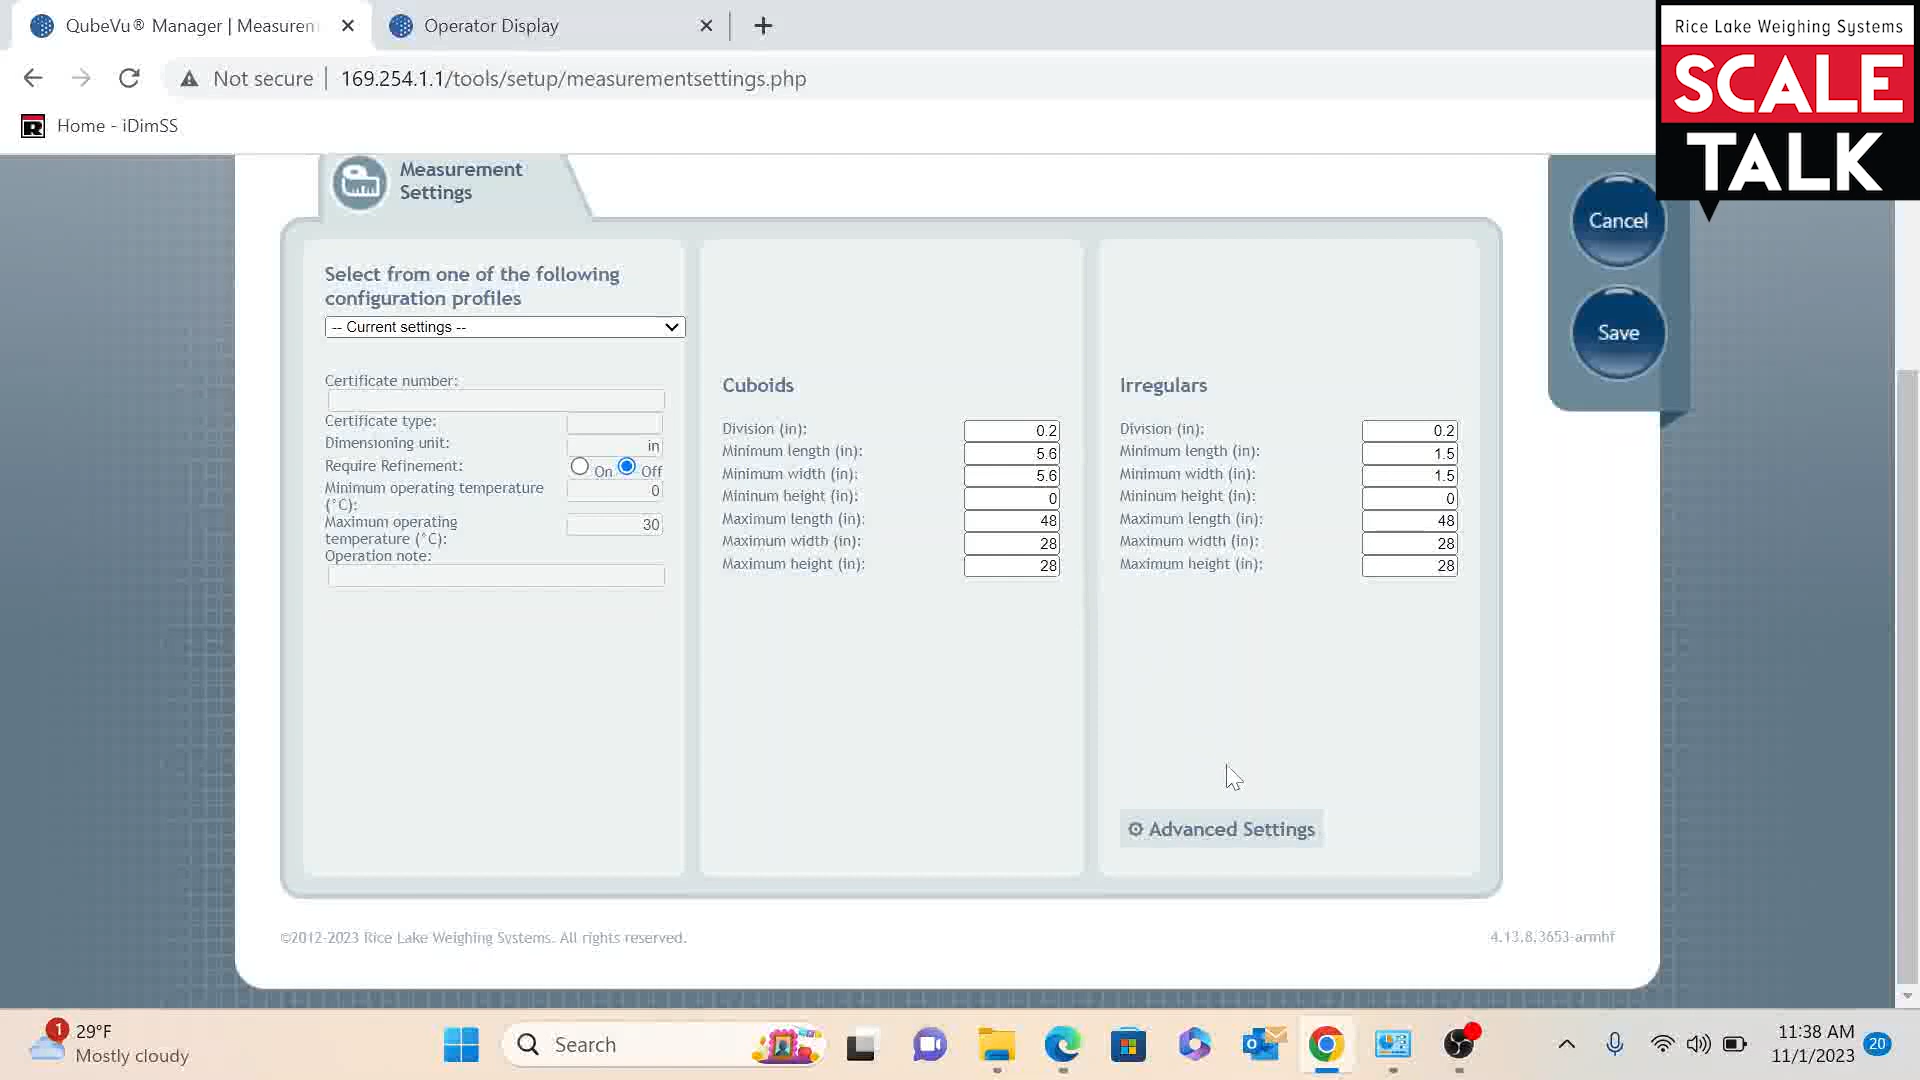 QubeVu® Manager | Measuren
Operator Display
Rice Lake Weighing Systems
SCALE
TALK
Not secure
169.254.1.1/tools/setup/measurementsettings.php
Home - iDimSS
Measurement
Settings
Cancel
Save
Select from one of the following
configuration profiles
-- Current settings --
Certificate number:
Certificate type:
Dimensioning unit: in
Require Refinement: On Off
Minimum operating temperature
(°C): 0
Maximum operating
temperature (°C): 30
Operation note:
Cuboids
Division (in): 0.2
Minimum length (in): 5.6
Minimum width (in): 5.6
Mininum height (in): 0
Maximum length (in): 48
Maximum width (in): 28
Maximum height (in): 28
Irregulars
Division (in): 0.2
Minimum length (in): 1.5
Minimum width (in): 1.5
Mininum height (in): 0
Maximum length (in): 48
Maximum width (in): 28
Maximum height (in): 28
Advanced Settings
©2012-2023 Rice Lake Weighing Systems. All rights reserved.
4.13.8.3653-armhf
1
29°F
Mostly cloudy
Search
11:38 AM
11/1/2023
20